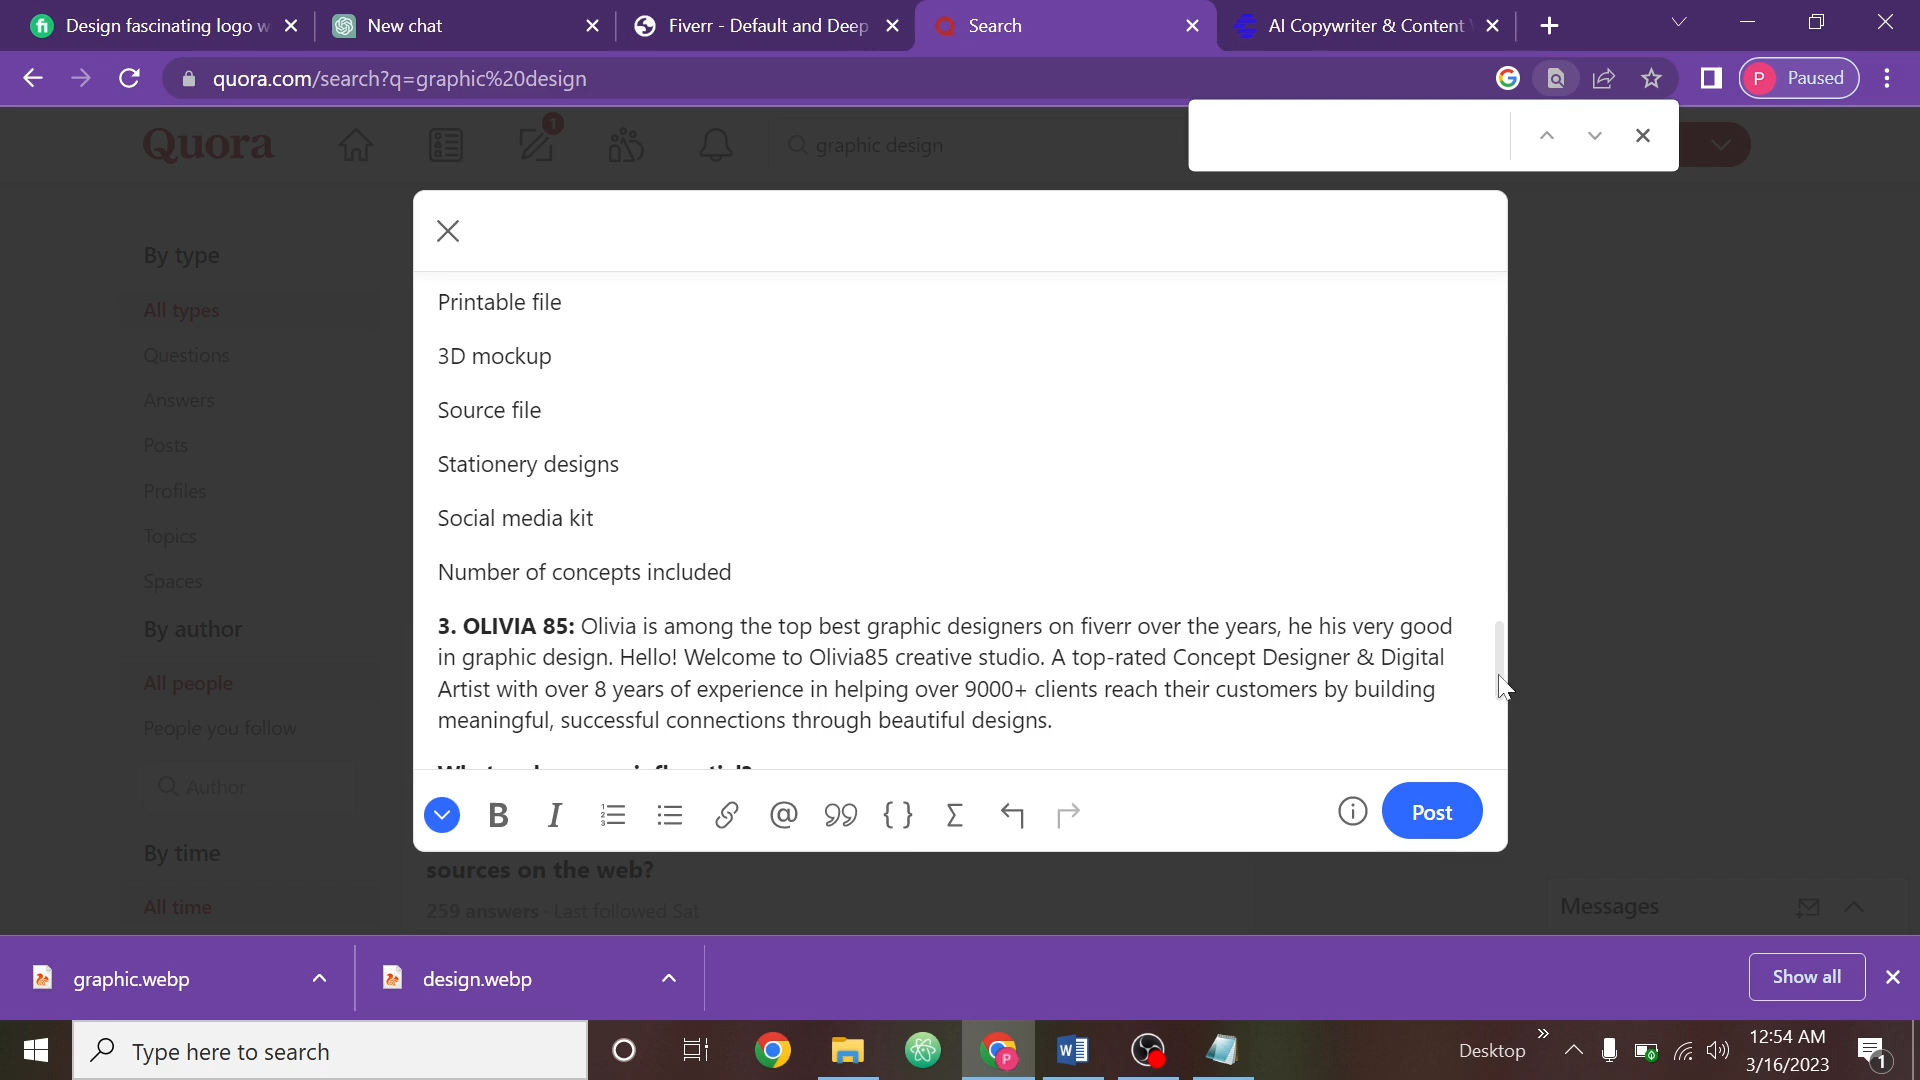 Design fascinating logo w
New chat
Fiverr - Default and Deep
Search
AI Copywriter & Content
quora.com/search?q=graphic%20design
P
Paused
Quora
1
graphic design
By type
All types
Questions
Answers
Posts
Profiles
Topics
Spaces
By author
All people
People you follow
Author
By time
All time
Printable file
3D mockup
Source file
Stationery designs
Social media kit
Number of concepts included
3. OLIVIA 85: Olivia is among the top best graphic designers on fiverr over the years, he his very good
in graphic design. Hello! Welcome to Olivia85 creative studio. A top-rated Concept Designer & Digital
Artist with over 8 years of experience in helping over 9000+ clients reach their customers by building
meaningful, successful connections through beautiful designs.
Post
sources on the web?
259 answers · Last followed Sat
Messages
graphic.webp
design.webp
Show all
Type here to search
Desktop
12:54 AM
3/16/2023
1